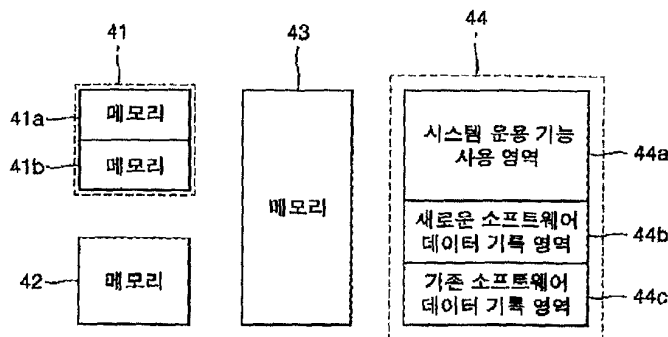 41
43
44
41a
메모리
41b
메모리
42
메모리
메모리
시스템 운용 기능
사용 영역
44a
새로운 소프트웨어
데이터 기록 영역
44b
기존 소프트웨어
데이터 기록 영역
44c